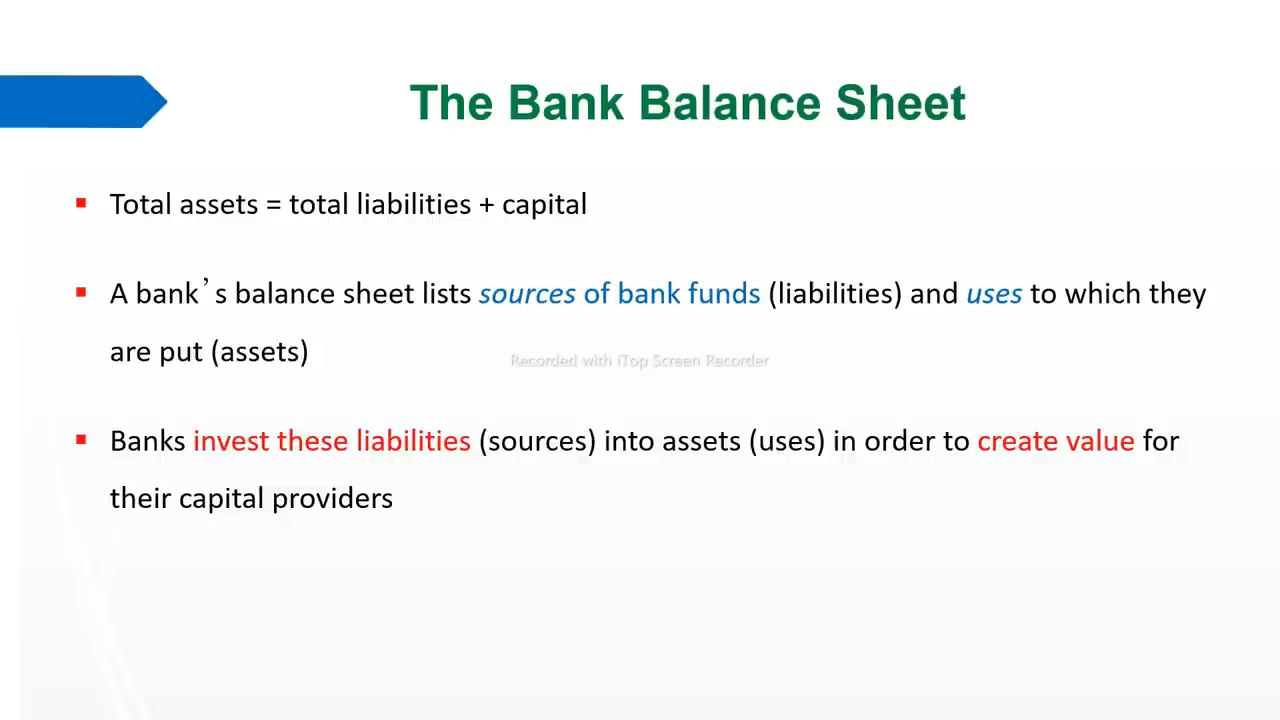 The Bank Balance Sheet
Total assets = total liabilities + capital
A bank’s balance sheet lists sources of bank funds (liabilities) and uses to which they
are put (assets)
Recorded with iTop Screen Recorder
Banks invest these liabilities (sources) into assets (uses) in order to create value for
their capital providers